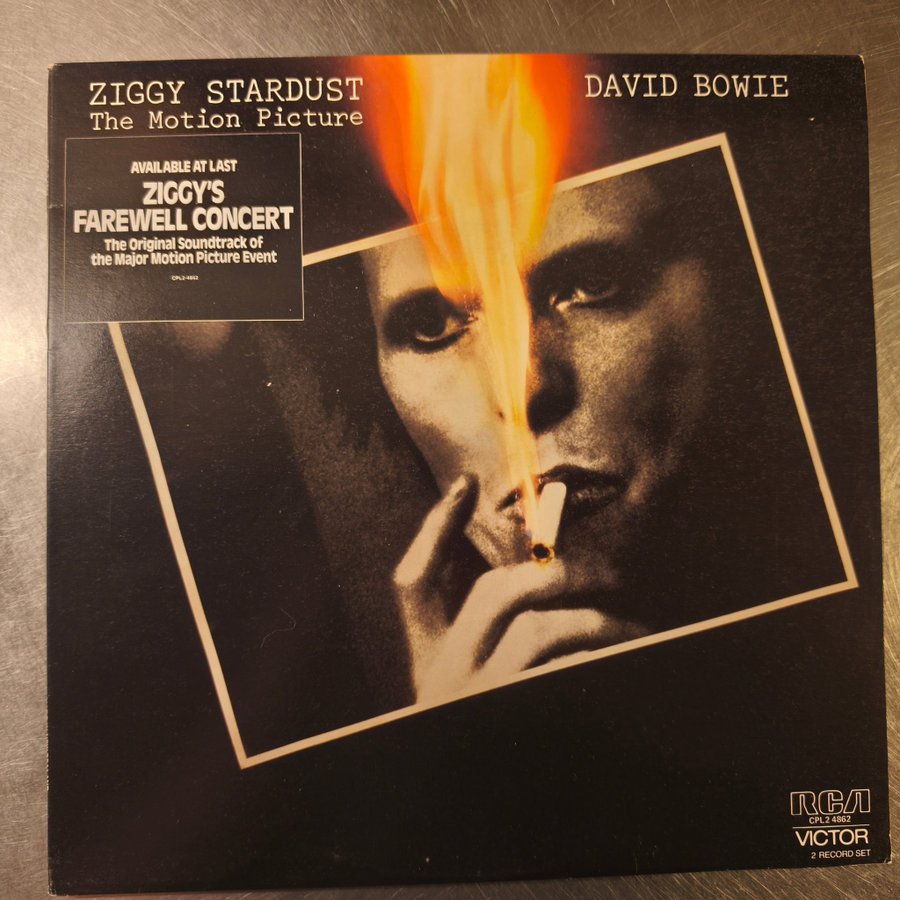 ZIGGY STARDUST
The Motion Picture
DAVID BOWIE
AVAILABLE AT LAST
ZIGGY'S
FAREWELL CONCERT
The Original Soundtrack of
the Major Motion Picture Event
CPL2-4862
RCA
CPL2 4862
VICTOR
2 RECORD SET